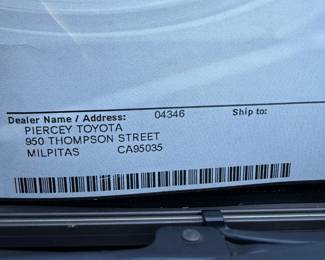 Dealer Name / Address: 04346 Ship to:
PIERCEY TOYOTA
950 THOMPSON STREET
MILPITAS CA95035